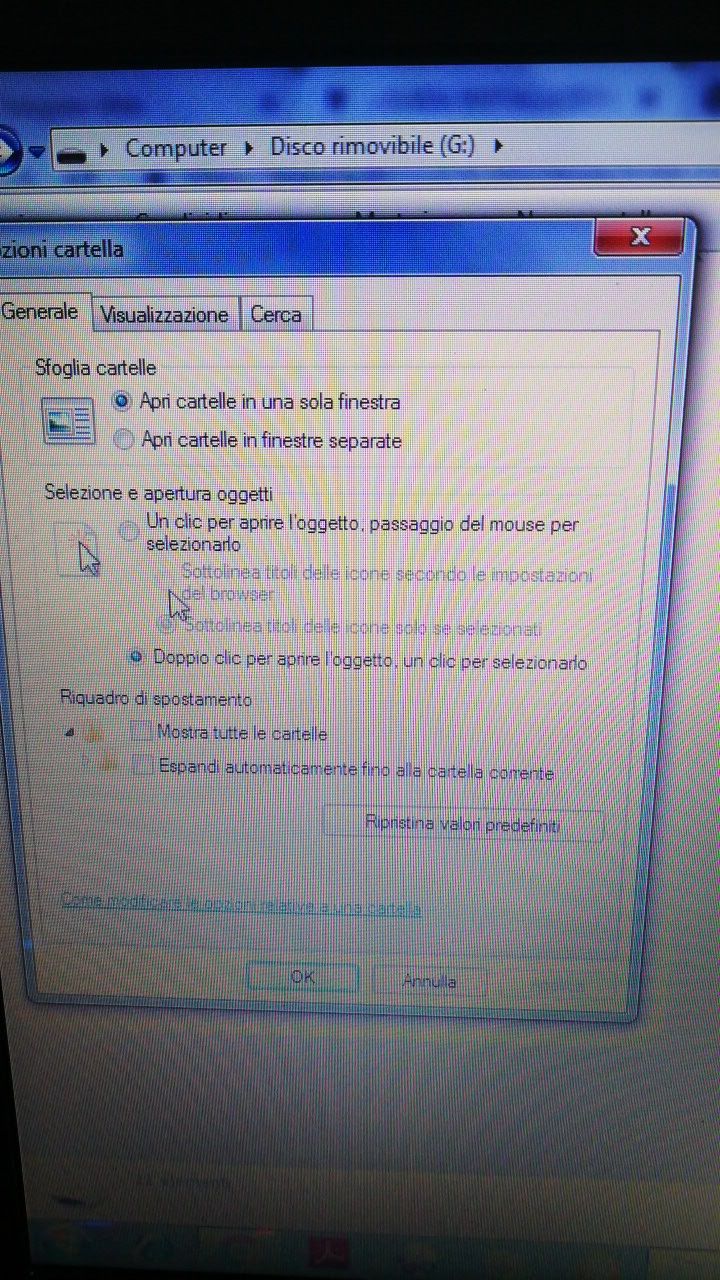 Computer
Disco rimovibile (G:)
zioni cartella
Generale
Visualizzazione
Cerca
Sfoglia cartelle
Apri cartelle in una sola finestra
Apri cartelle in finestre separate
Selezione e apertura oggetti
Un clic per aprire l'oggetto, passaggio del mouse per
selezionarlo
Sottolinea titoli delle icone secondo le impostazioni
del browser
Sottolinea titoli delle icone solo se selezionati
Doppio clic per aprire l'oggetto, un clic per selezionarlo
Riquadro di spostamento
Mostra tutte le cartelle
Espandi automaticamente fino alla cartella corrente
Ripristina valori predefiniti
Come modificare le opzioni relative a una cartella
OK
Annulla